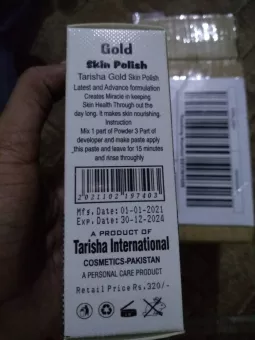 Gold
Skin Polish
Tarisha Gold Skin Polish
Latest and Advance formulation
Creates Miracle in keeping
Skin Health Through out the
day long. It makes skin nourishing.
Instruction
Mix 1 part of Powder 3 Part of
developer and make paste apply
this paste and leave for 15 minutes
and rinse throughly
2021102197403
Mfs. Date: 01-01-2021
Exp. Date: 30-12-2024
A PRODUCT OF
Tarisha International
COSMETICS-PAKISTAN
A PERSONAL CARE PRODUCT
Retail Price Rs.320/-